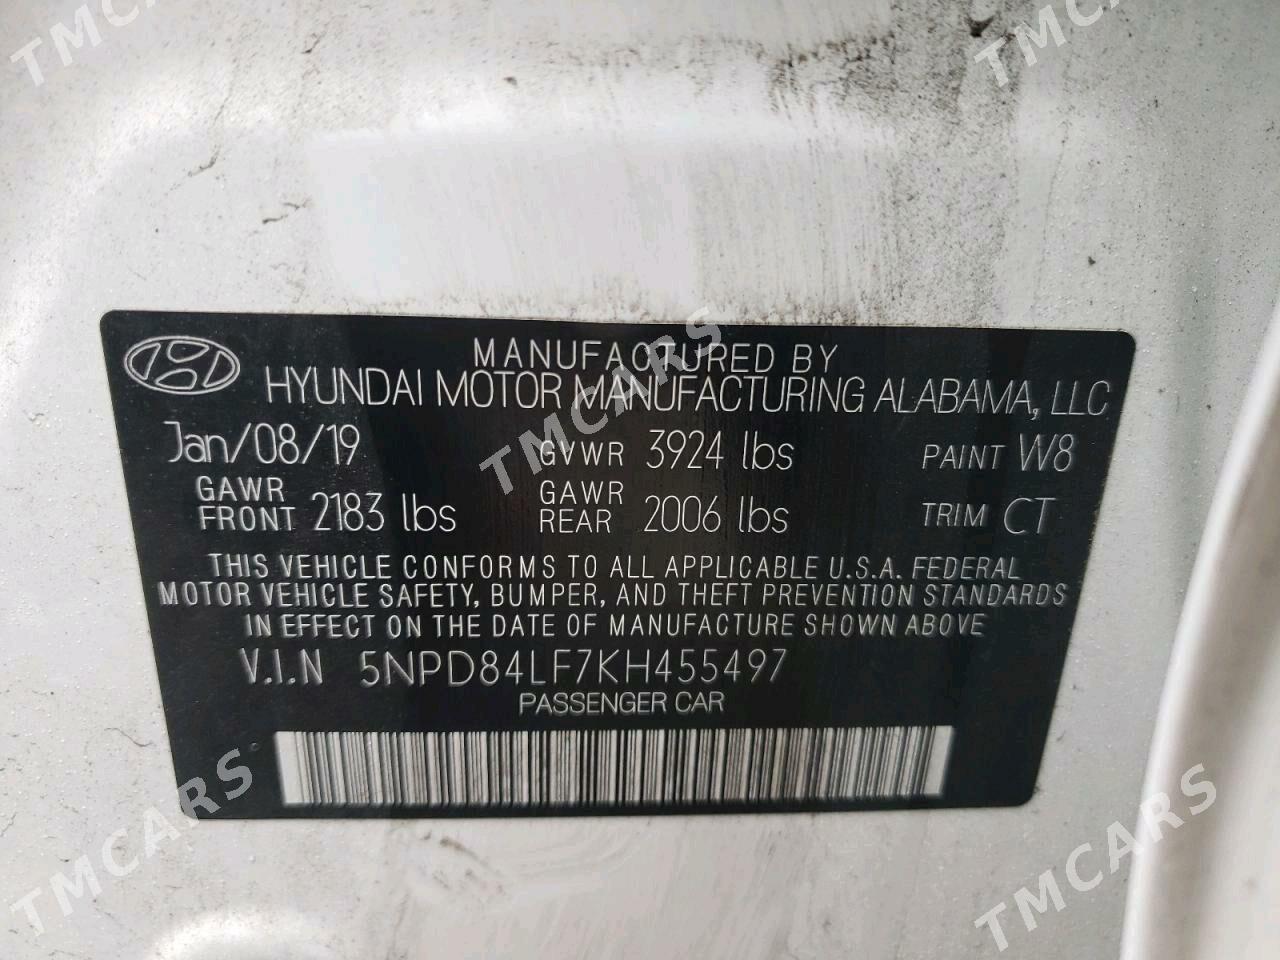 MANUFACTURED BY
HYUNDAI MOTOR MANUFACTURING ALABAMA, LLC
Jan/08/19 GVWR 3924 lbs PAINT W8
GAWR FRONT 2183 lbs GAWR REAR 2006 lbs TRIM CT
THIS VEHICLE CONFORMS TO ALL APPLICABLE U.S.A. FEDERAL
MOTOR VEHICLE SAFETY, BUMPER, AND THEFT PREVENTION STANDARDS
IN EFFECT ON THE DATE OF MANUFACTURE SHOWN ABOVE
V.I.N 5NPD84LF7KH455497
PASSENGER CAR
TMCARS
TMCARS
TMCARS
TMCARS
TMCARS